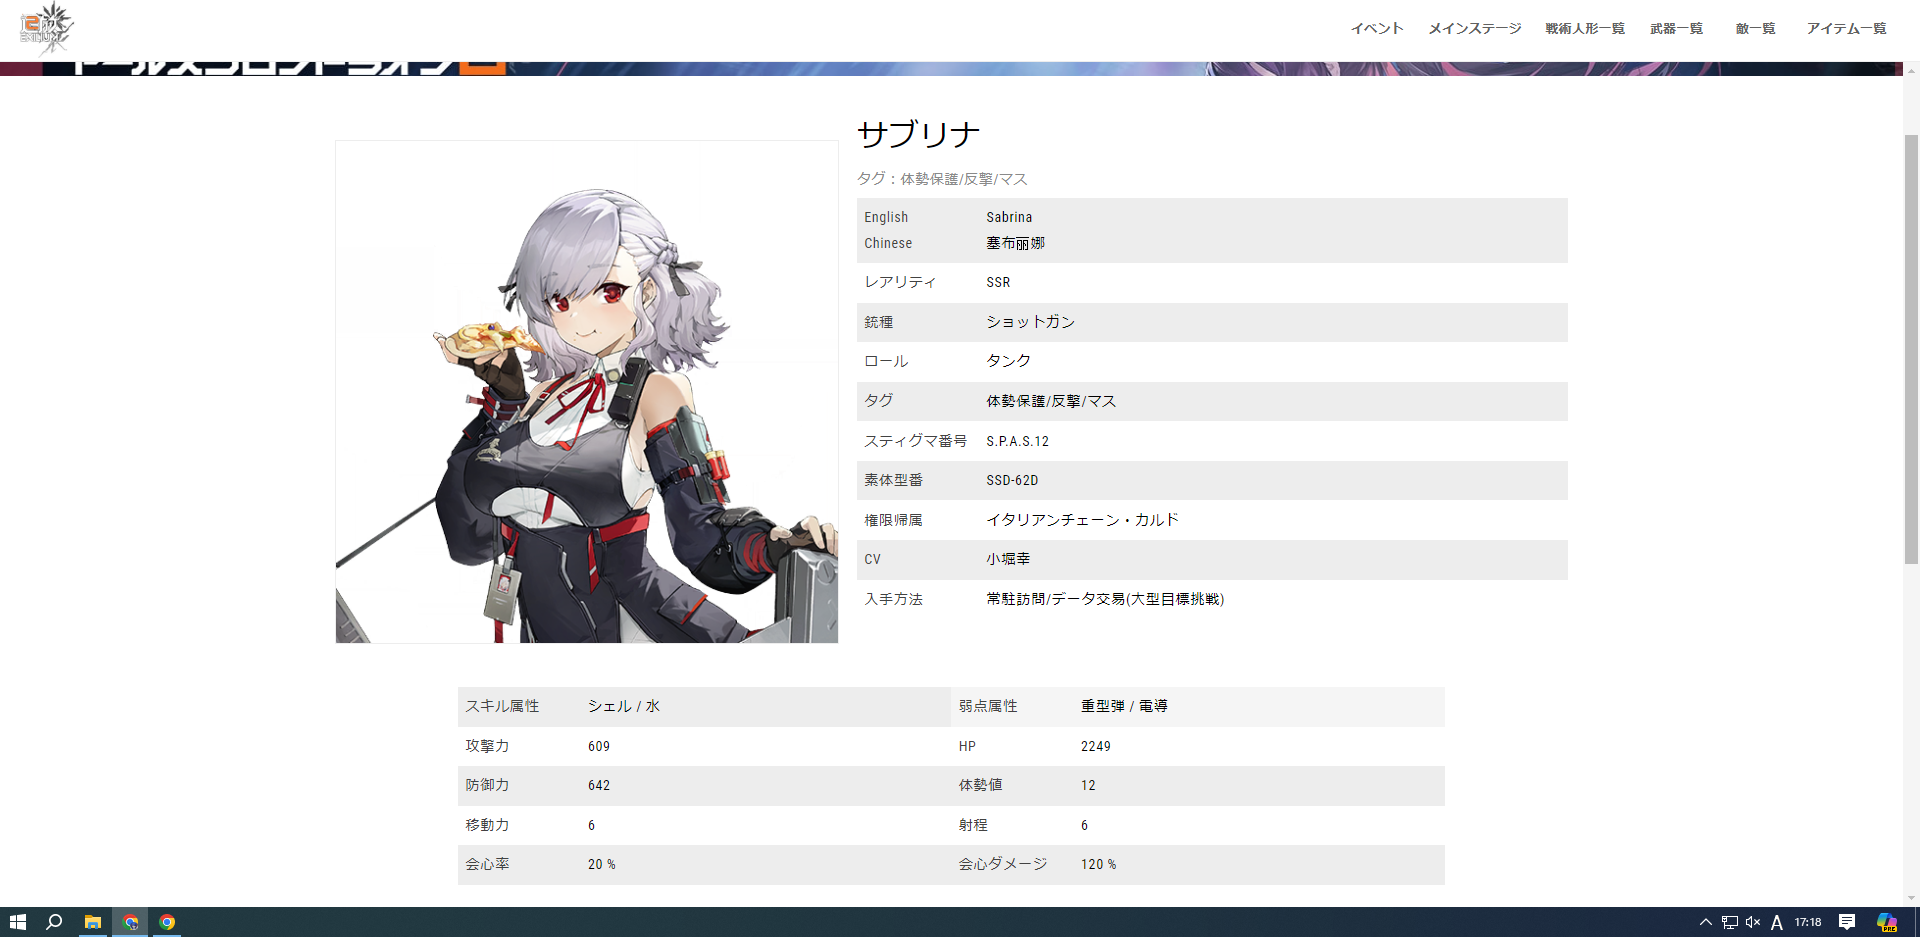 イベント メインステージ 戦術人形一覧 武器一覧 敵一覧 アイテム一覧
サブリナ
タグ：体勢保護/反撃/マス
English Sabrina
Chinese 塞布丽娜
レアリティ SSR
銃種 ショットガン
ロール タンク
タグ 体勢保護/反撃/マス
スティグマ番号 S.P.A.S.12
素体型番 SSD-62D
権限帰属 イタリアンチェーン・カルド
CV 小堀幸
入手方法 常駐訪問/データ交易(大型目標挑戦)
スキル属性 シェル / 水 弱点属性 重型弾 / 電導
攻撃力 609 HP 2249
防御力 642 体勢値 12
移動力 6 射程 6
会心率 20 % 会心ダメージ 120 %
A 17:18
PRE